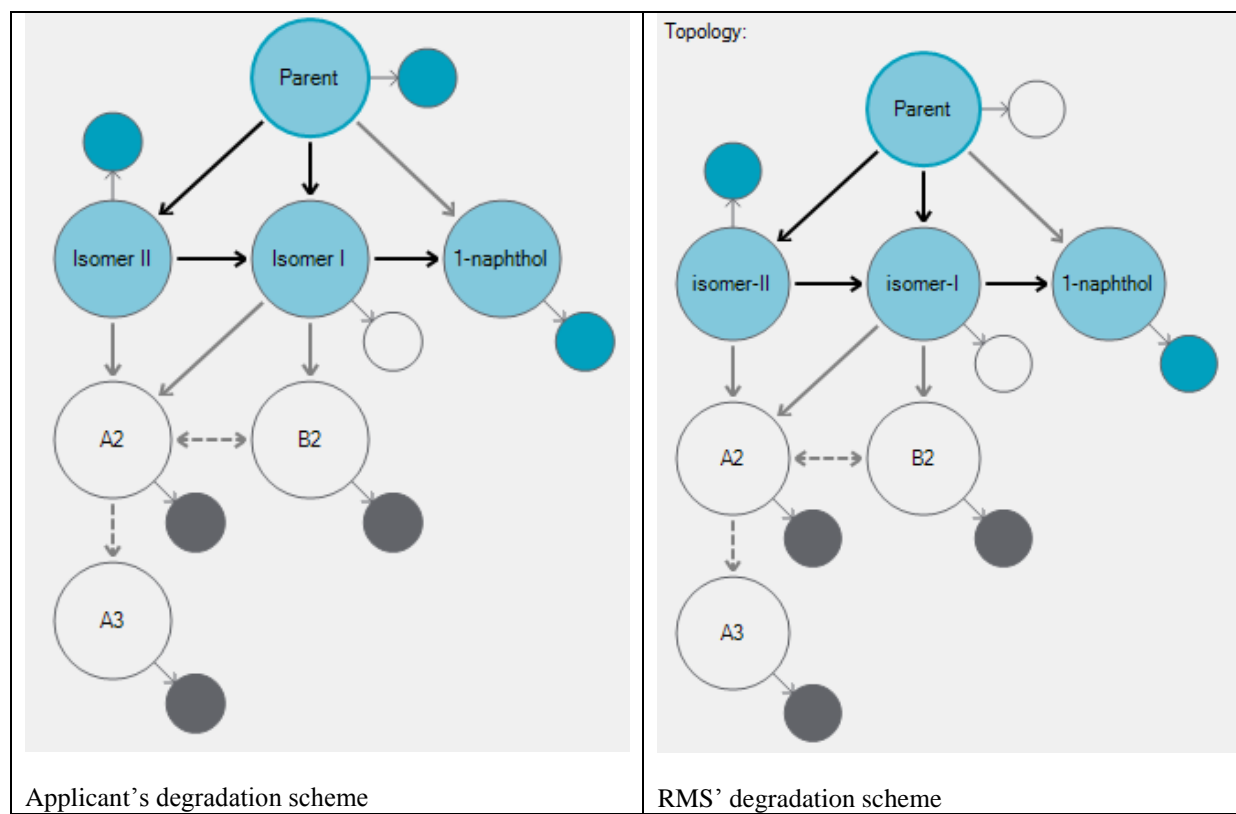 Parent
Isomer II
Isomer I
1-naphthol
A2
B2
A3
Applicant's degradation scheme
Topology:
Parent
isomer-II
isomer-I
1-naphthol
A2
B2
A3
RMS' degradation scheme